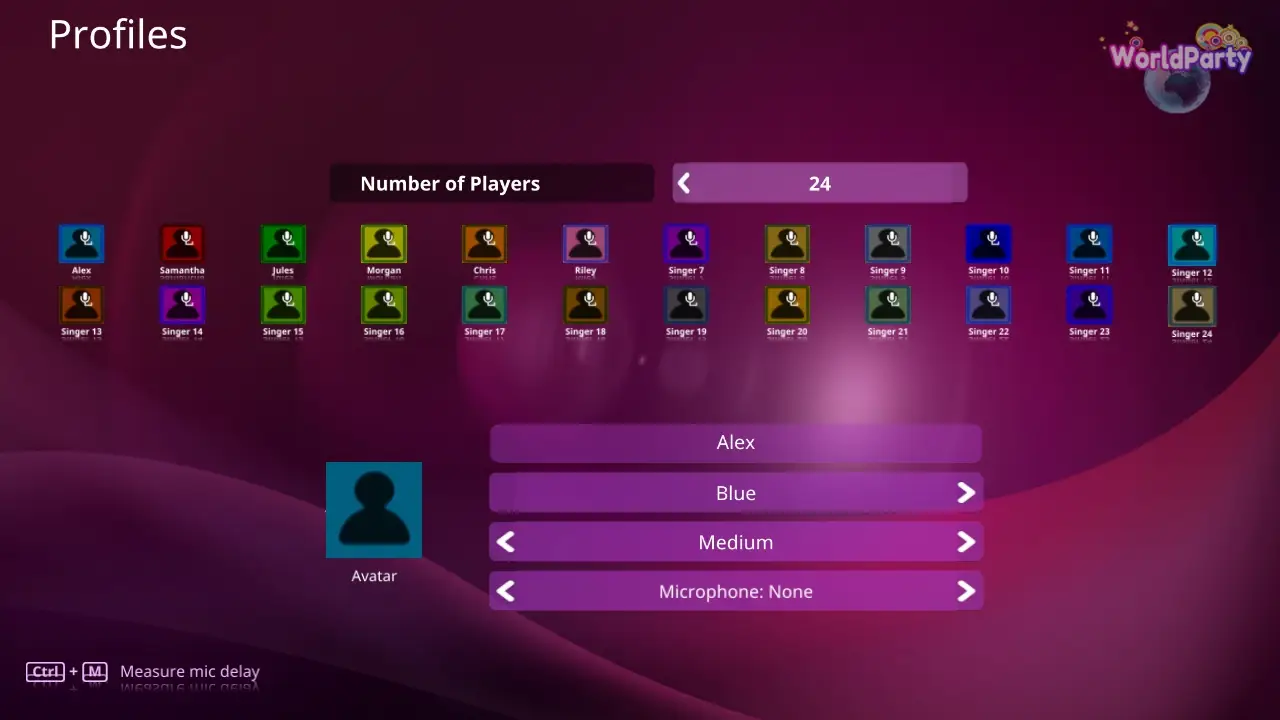 Profiles
WorldParty
Number of Players
24
Alex Samantha Jules Morgan Chris Riley Singer 7 Singer 8 Singer 9 Singer 10 Singer 11 Singer 12
Singer 13 Singer 14 Singer 15 Singer 16 Singer 17 Singer 18 Singer 19 Singer 20 Singer 21 Singer 22 Singer 23 Singer 24
Alex
Blue
Medium
Microphone: None
Avatar
Ctrl + M Measure mic delay